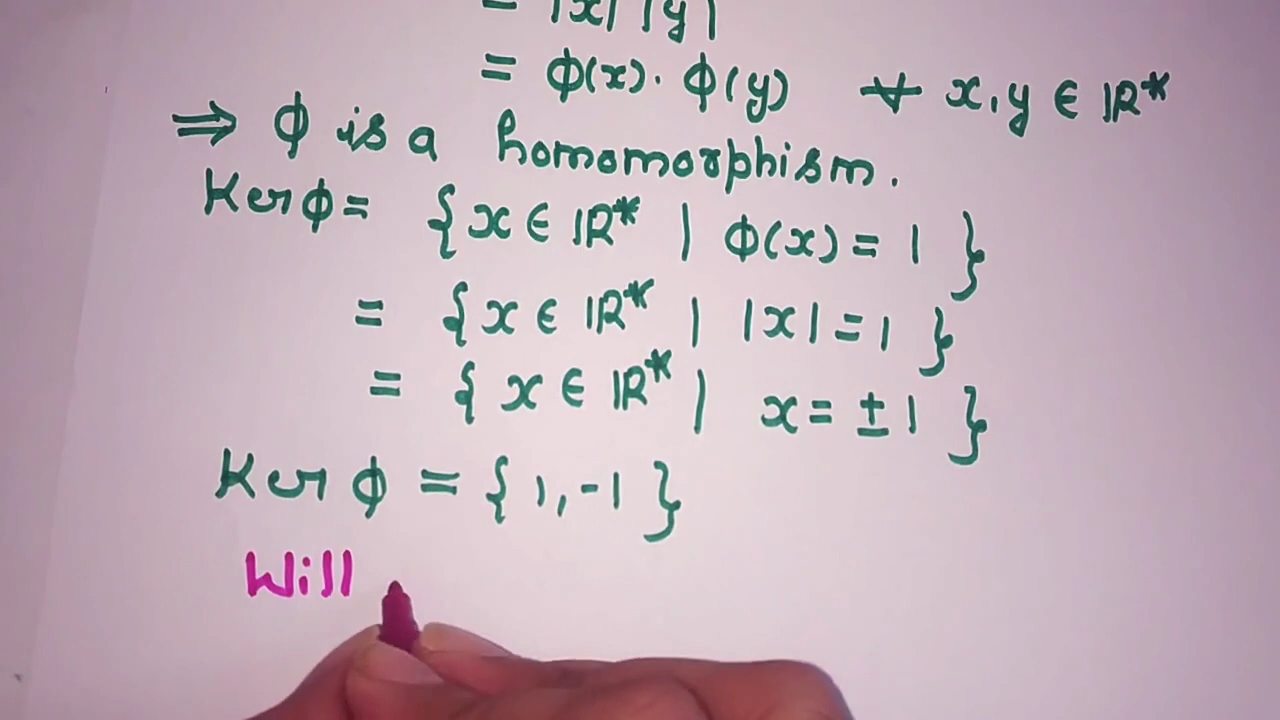 = |x| |y|
= ϕ(x). ϕ(y) ∀ x,y ∈ ℝ*
⇒ ϕ is a homomorphism.
Ker ϕ = {x ∈ ℝ* | ϕ(x) = 1 }
= {x ∈ ℝ* | |x| = 1 }
= { x ∈ ℝ* | x = ± 1 }
Ker ϕ = { 1, -1 }
Will